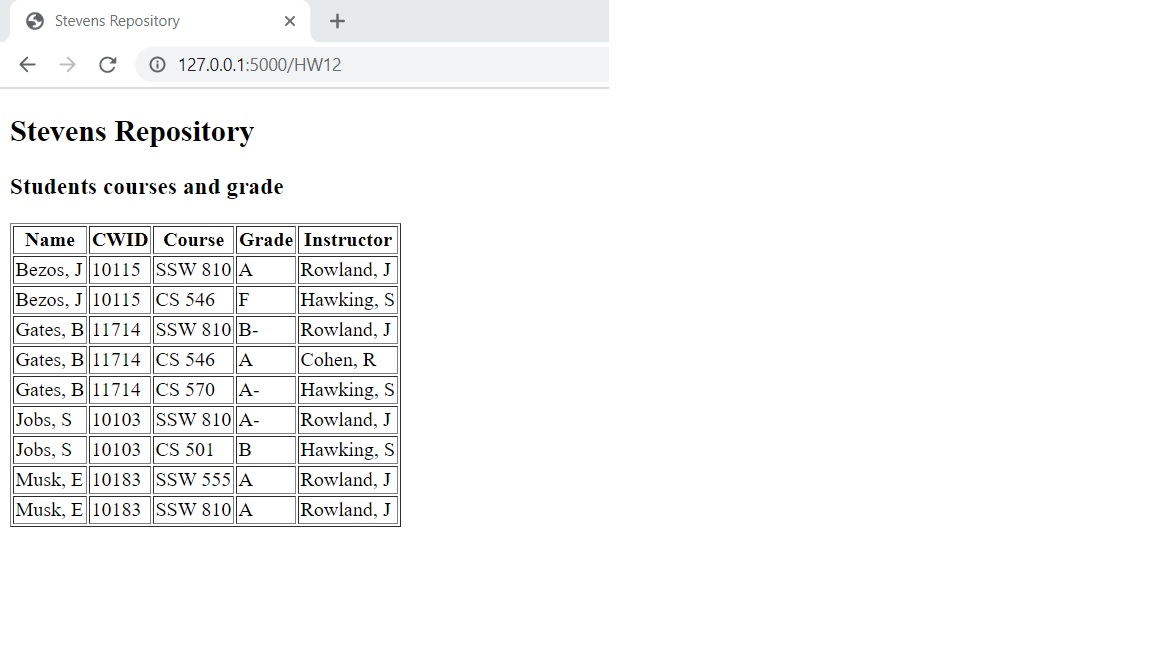 Stevens Repository
127.0.0.1:5000/HW12
Stevens Repository
Students courses and grade
Name CWID Course Grade Instructor
Bezos, J 10115 SSW 810 A Rowland, J
Bezos, J 10115 CS 546 F Hawking, S
Gates, B 11714 SSW 810 B- Rowland, J
Gates, B 11714 CS 546 A Cohen, R
Gates, B 11714 CS 570 A- Hawking, S
Jobs, S 10103 SSW 810 A- Rowland, J
Jobs, S 10103 CS 501 B Hawking, S
Musk, E 10183 SSW 555 A Rowland, J
Musk, E 10183 SSW 810 A Rowland, J